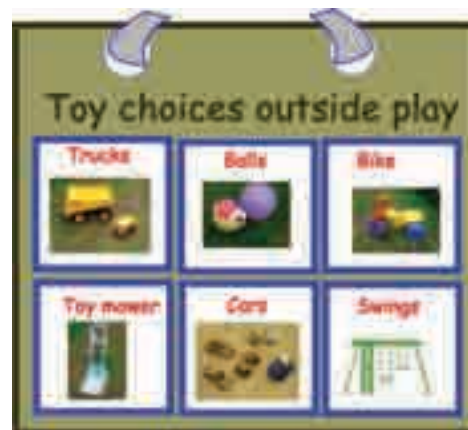 Toy choices outside play
Trucks Balls Bike
Toy mower Cars Swings